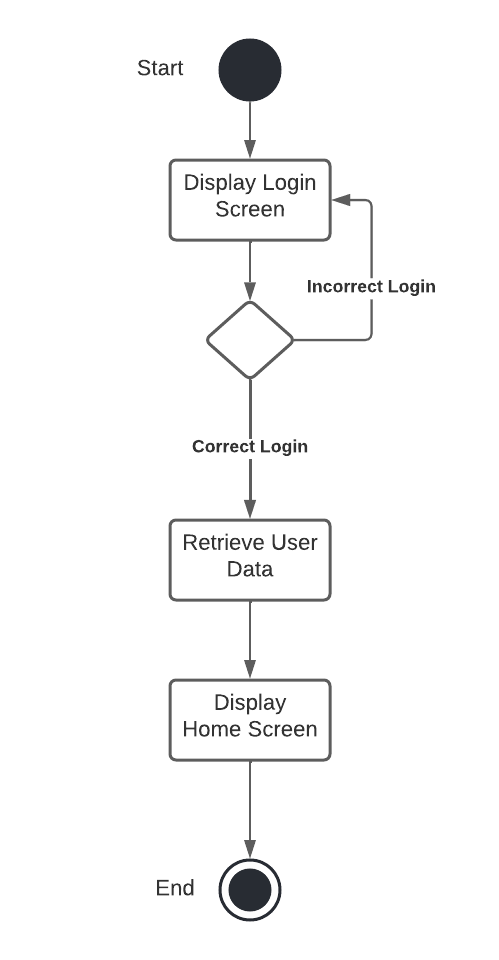 Start
Display Login
Screen
Incorrect Login
Correct Login
Retrieve User
Data
Display
Home Screen
End